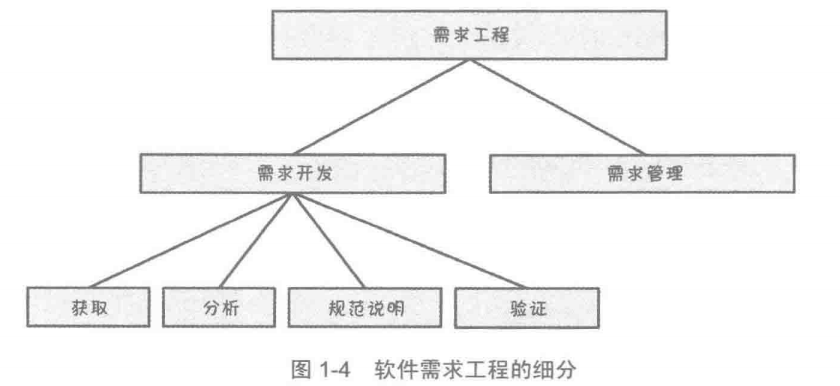 需求工程
需求开发
需求管理
获取
分析
规范说明
验证
图 1-4 软件需求工程的细分